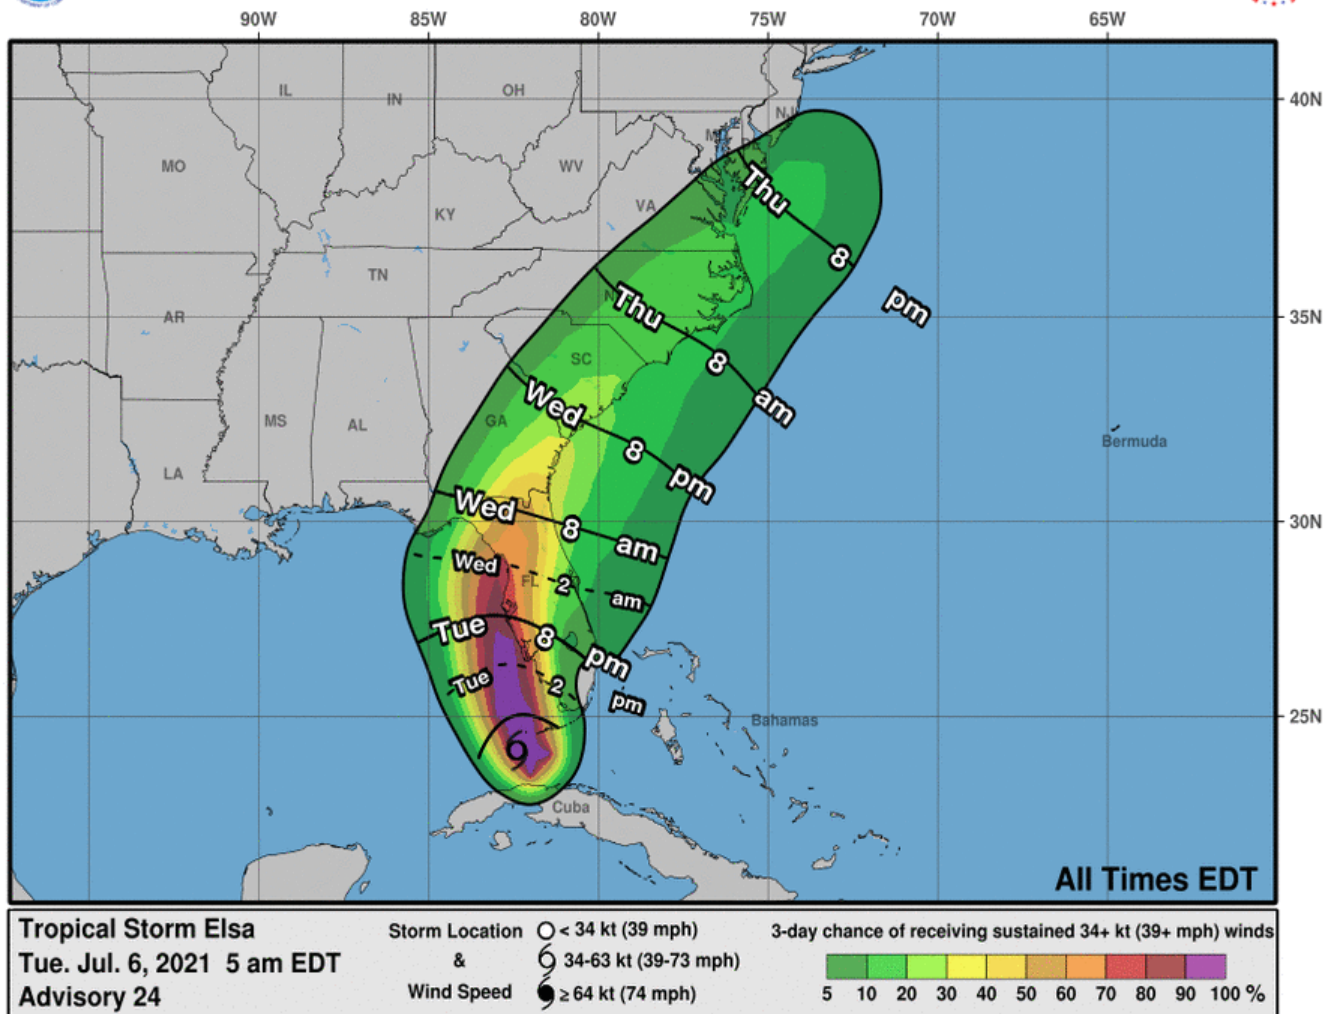 90W 85W 80W 75W 70W 65W
40N
IL IN OH NJ
MO WV
KY VA
Thu 8 pm
TN
35N
AR
Thu 8 am
SC
MS AL GA
Wed 8 pm
Bermuda
LA
30N
Wed 8 am
Wed 2 am
FL
Tue 8 pm
Tue 2 pm
25N
Bahamas
Cuba
All Times EDT
Tropical Storm Elsa
Tue. Jul. 6, 2021 5 am EDT
Advisory 24
Storm Location
&
Wind Speed
< 34 kt (39 mph)
34-63 kt (39-73 mph)
≥ 64 kt (74 mph)
3-day chance of receiving sustained 34+ kt (39+ mph) winds
5 10 20 30 40 50 60 70 80 90 100 %